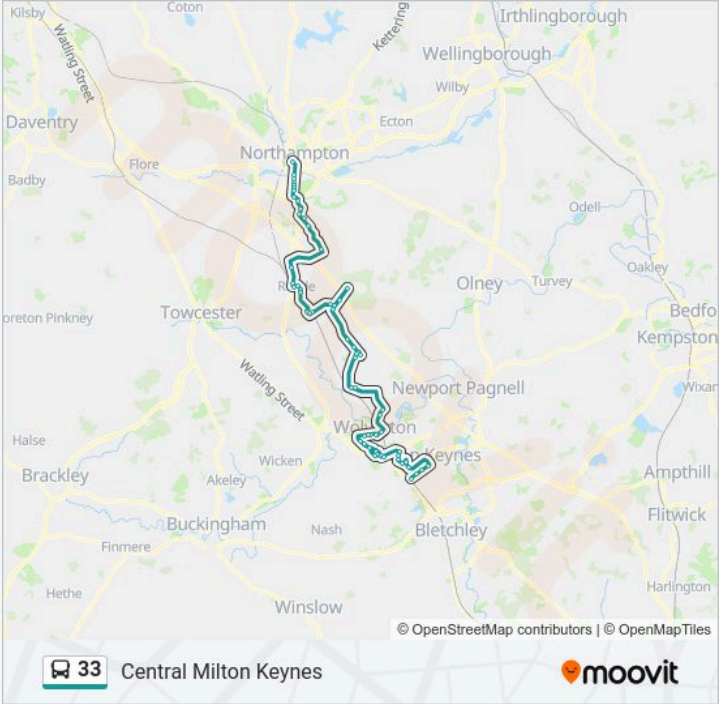 Kilsby
Coton
Irthlingborough
Kettering
Watling Street
Wellingborough
Wilby
Daventry
Ecton
Northampton
Flore
Badby
Odell
Oakley
Olney
Turvey
Bedfo
oreton Pinkney
Towcester
Kempston
Watling Street
Newport Pagnell
Wixar
Halse
Wicken
Keynes
Brackley
Akeley
Ampthill
Buckingham
Flitwick
Nash
Bletchley
Finmere
Hethe
Harlington
Winslow
© OpenStreetMap contributors | © OpenMapTiles
33 Central Milton Keynes
moovit